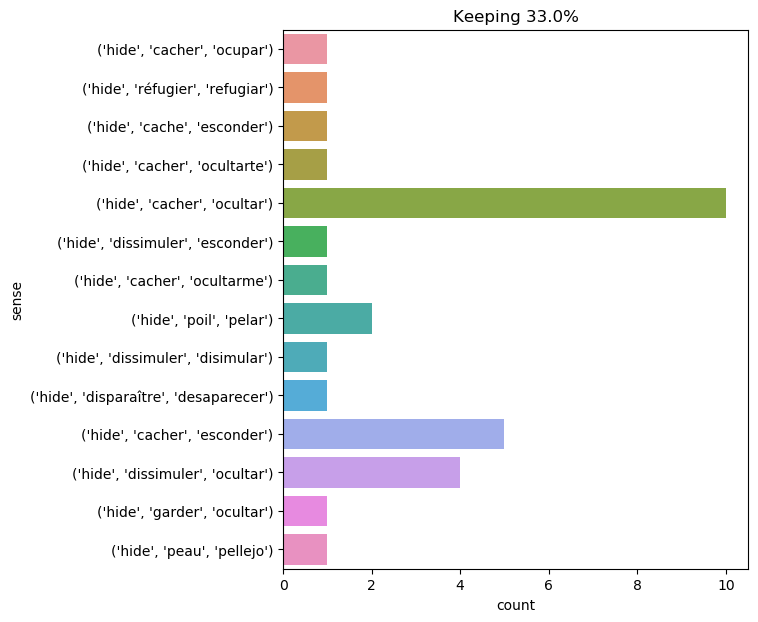 Keeping 33.0%
('hide', 'cacher', 'ocupar')
('hide', 'réfugier', 'refugiar')
('hide', 'cache', 'esconder')
('hide', 'cacher', 'ocultarte')
('hide', 'cacher', 'ocultar')
('hide', 'dissimuler', 'esconder')
('hide', 'cacher', 'ocultarme')
('hide', 'poil', 'pelar')
('hide', 'dissimuler', 'disimular')
('hide', 'disparaître', 'desaparecer')
('hide', 'cacher', 'esconder')
('hide', 'dissimuler', 'ocultar')
('hide', 'garder', 'ocultar')
('hide', 'peau', 'pellejo')
sense
0 2 4 6 8 10
count